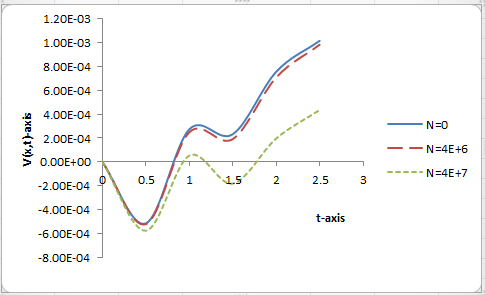 1.20E-03
1.00E-03
8.00E-04
6.00E-04
4.00E-04
2.00E-04
0.00E+00
-2.00E-04
-4.00E-04
-6.00E-04
-8.00E-04
V(x,t)-axis
0 0.5 1 1.5 2 2.5 3
t-axis
N=0
N=4E+6
N=4E+7